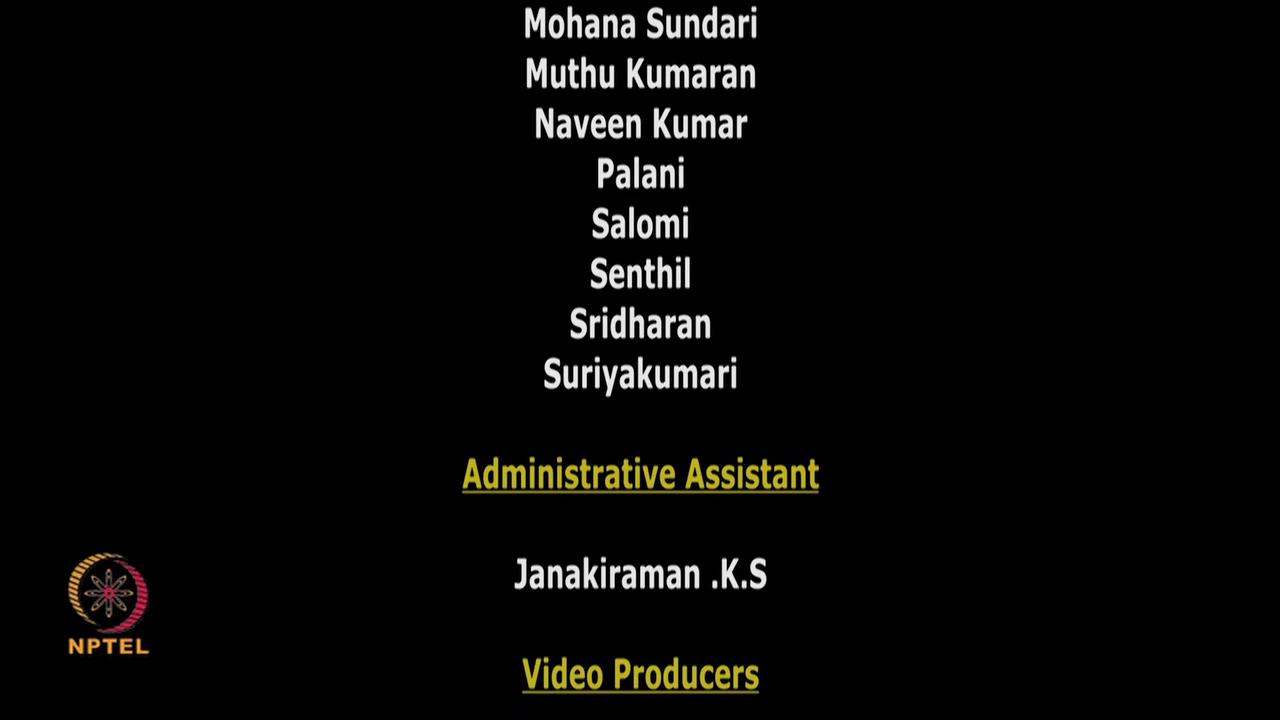 Mohana Sundari
Muthu Kumaran
Naveen Kumar
Palani
Salomi
Senthil
Sridharan
Suriyakumari
Administrative Assistant
Janakiraman .K.S
NPTEL
Video Producers